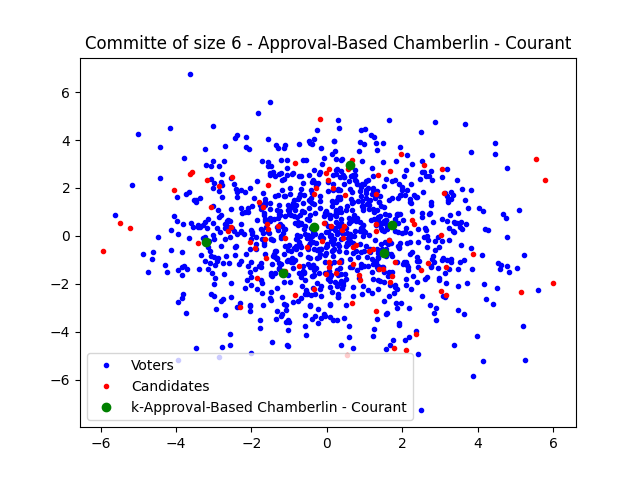 Committe of size 6 - Approval-Based Chamberlin - Courant
6
4
2
0
−2
−4
−6
Voters
Candidates
k-Approval-Based Chamberlin - Courant
−6 −4 −2 0 2 4 6